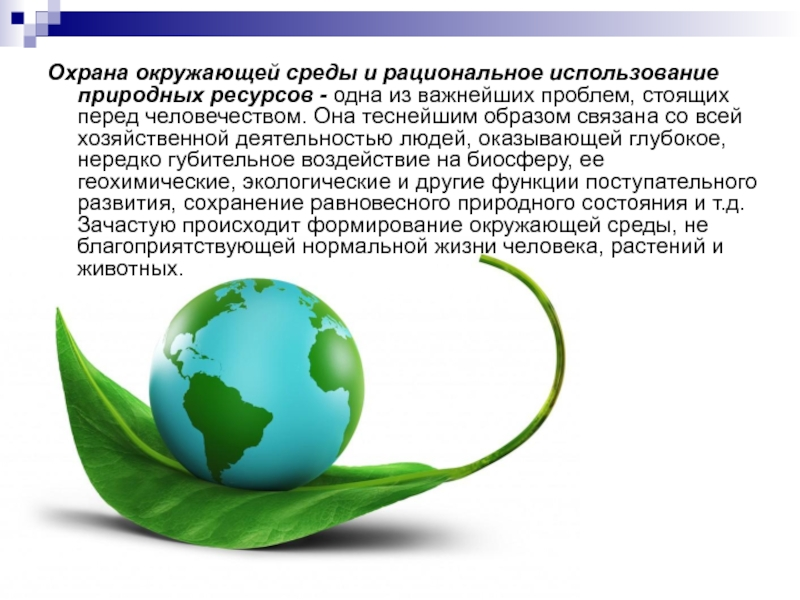 Охрана окружающей среды и рациональное использование
природных ресурсов - одна из важнейших проблем, стоящих
перед человечеством. Она теснейшим образом связана со всей
хозяйственной деятельностью людей, оказывающей глубокое,
нередко губительное воздействие на биосферу, ее
геохимические, экологические и другие функции поступательного
развития, сохранение равновесного природного состояния и т.д.
Зачастую происходит формирование окружающей среды, не
благоприятствующей нормальной жизни человека, растений и
животных.